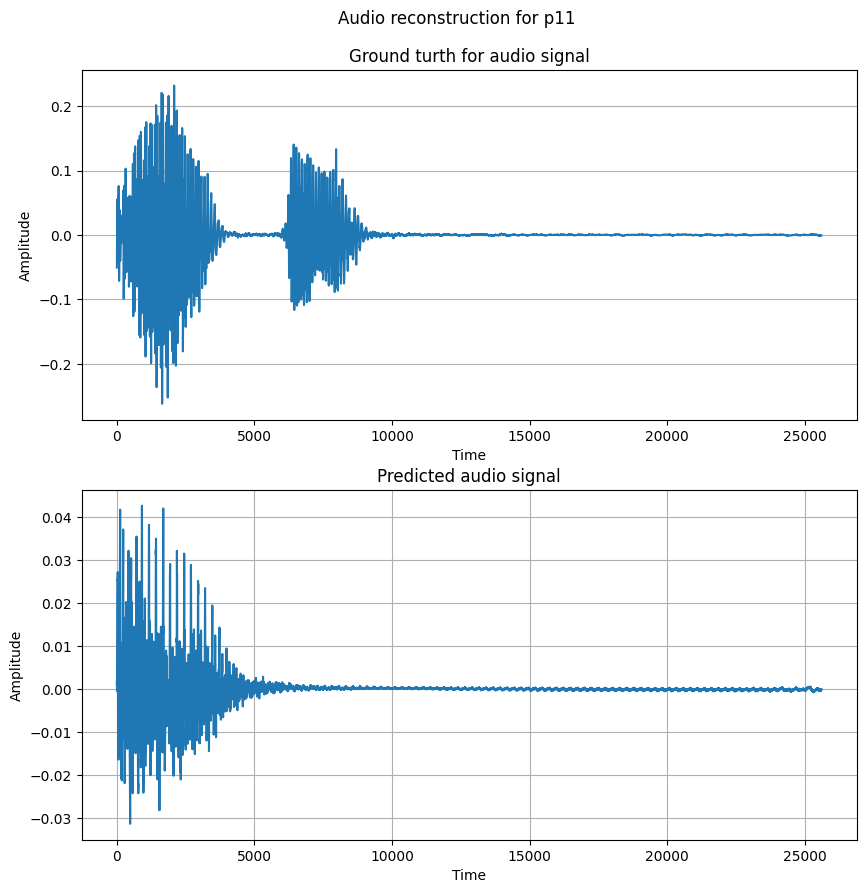 Audio reconstruction for p11
Ground turth for audio signal
0.2
0.1
0.0
−0.1
−0.2
Amplitude
0 5000 10000 15000 20000 25000
Time
Predicted audio signal
0.04
0.03
0.02
0.01
0.00
−0.01
−0.02
−0.03
Amplitude
0 5000 10000 15000 20000 25000
Time